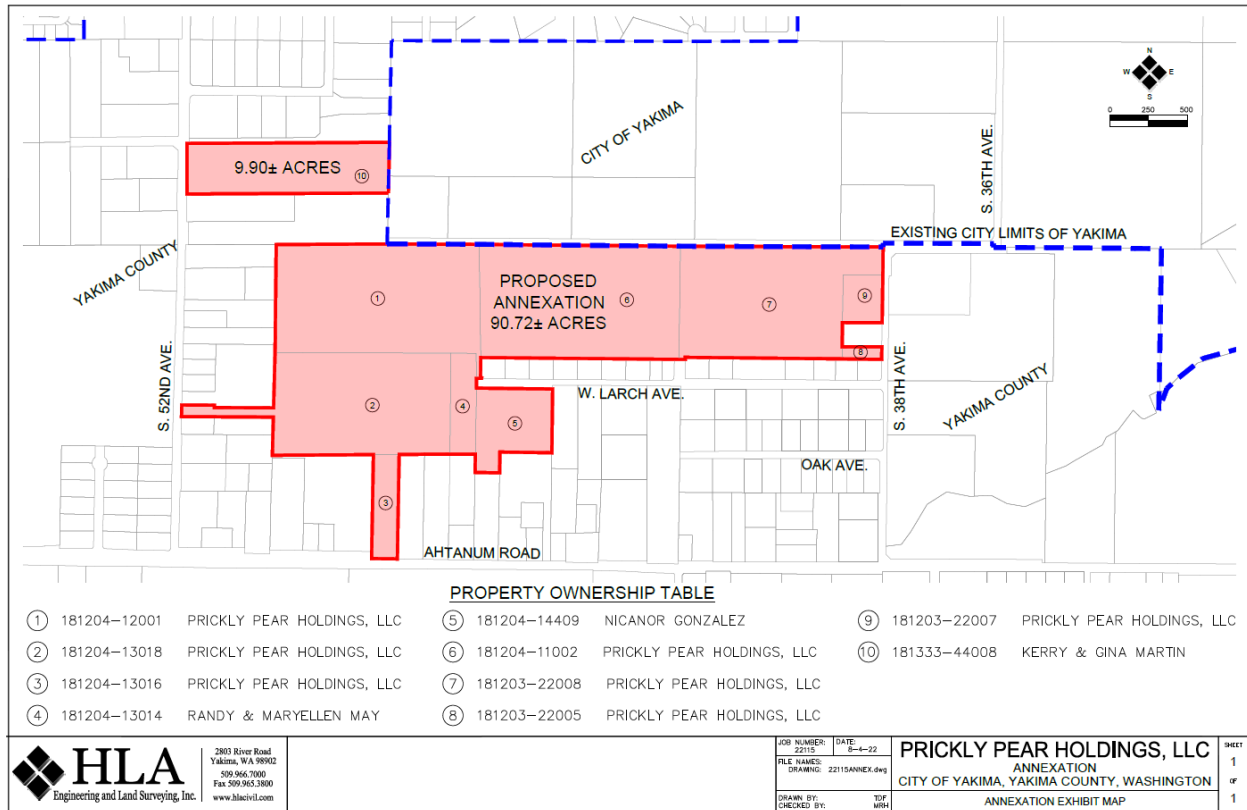 N
W E
S
0 250 500
CITY OF YAKIMA
S. 36TH AVE.
9.90± ACRES
10
EXISTING CITY LIMITS OF YAKIMA
YAKIMA COUNTY
PROPOSED
ANNEXATION
90.72± ACRES
1
6
7
9
8
S. 52ND AVE.
S. 38TH AVE.
W. LARCH AVE.
YAKIMA COUNTY
2
4
5
OAK AVE.
3
AHTANUM ROAD
PROPERTY OWNERSHIP TABLE
1 181204-12001 PRICKLY PEAR HOLDINGS, LLC
2 181204-13018 PRICKLY PEAR HOLDINGS, LLC
3 181204-13016 PRICKLY PEAR HOLDINGS, LLC
4 181204-13014 RANDY & MARYELLEN MAY
5 181204-14409 NICANOR GONZALEZ
6 181204-11002 PRICKLY PEAR HOLDINGS, LLC
7 181203-22008 PRICKLY PEAR HOLDINGS, LLC
8 181203-22005 PRICKLY PEAR HOLDINGS, LLC
9 181203-22007 PRICKLY PEAR HOLDINGS, LLC
10 181333-44008 KERRY & GINA MARTIN
HLA
Engineering and Land Surveying, Inc.
2803 River Road
Yakima, WA 98902
509.966.7000
Fax 509.965.3800
www.hlacivil.com
JOB NUMBER: 22115
DATE: 8-4-22
FILE NAMES:
DRAWING: 22115ANNEX.dwg
DRAWN BY: TDF
CHECKED BY: MRH
PRICKLY PEAR HOLDINGS, LLC
ANNEXATION
CITY OF YAKIMA, YAKIMA COUNTY, WASHINGTON
ANNEXATION EXHIBIT MAP
SHEET
1
OF
1